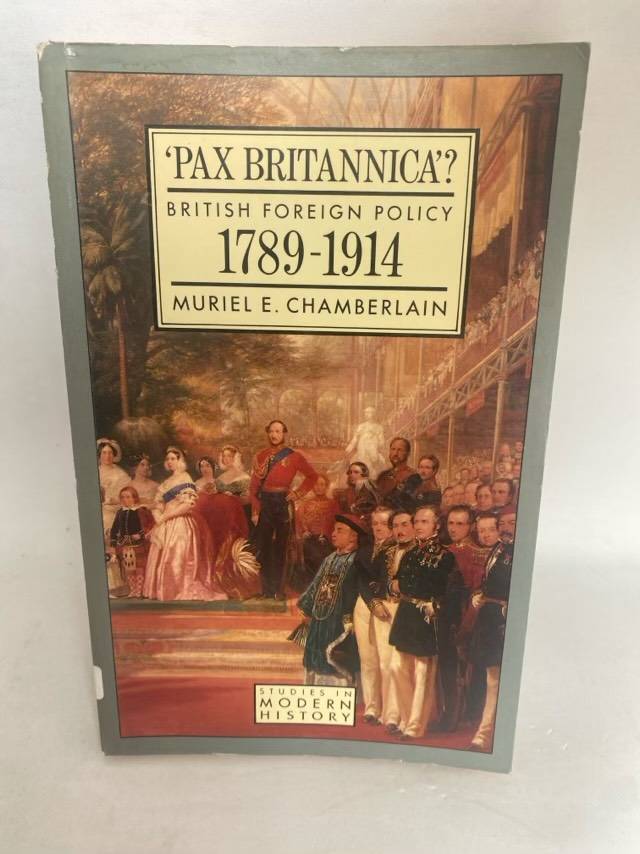 ‘PAX BRITANNICA’?
BRITISH FOREIGN POLICY
1789-1914
MURIEL E. CHAMBERLAIN
STUDIES IN
MODERN
HISTORY